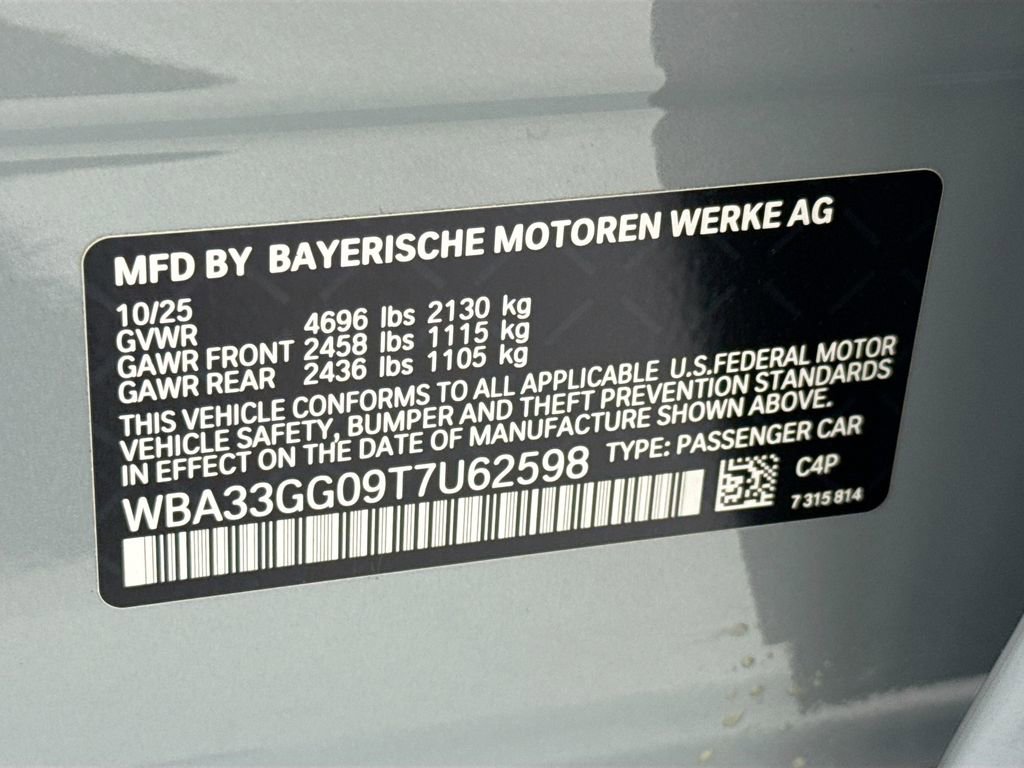 MFD BY BAYERISCHE MOTOREN WERKE AG
10/25
GVWR 4696 lbs 2130 kg
GAWR FRONT 2458 lbs 1115 kg
GAWR REAR 2436 lbs 1105 kg
THIS VEHICLE CONFORMS TO ALL APPLICABLE U.S.FEDERAL MOTOR
VEHICLE SAFETY, BUMPER AND THEFT PREVENTION STANDARDS
IN EFFECT ON THE DATE OF MANUFACTURE SHOWN ABOVE.
WBA33GG09T7U62598 TYPE: PASSENGER CAR
C4P
7 315 814